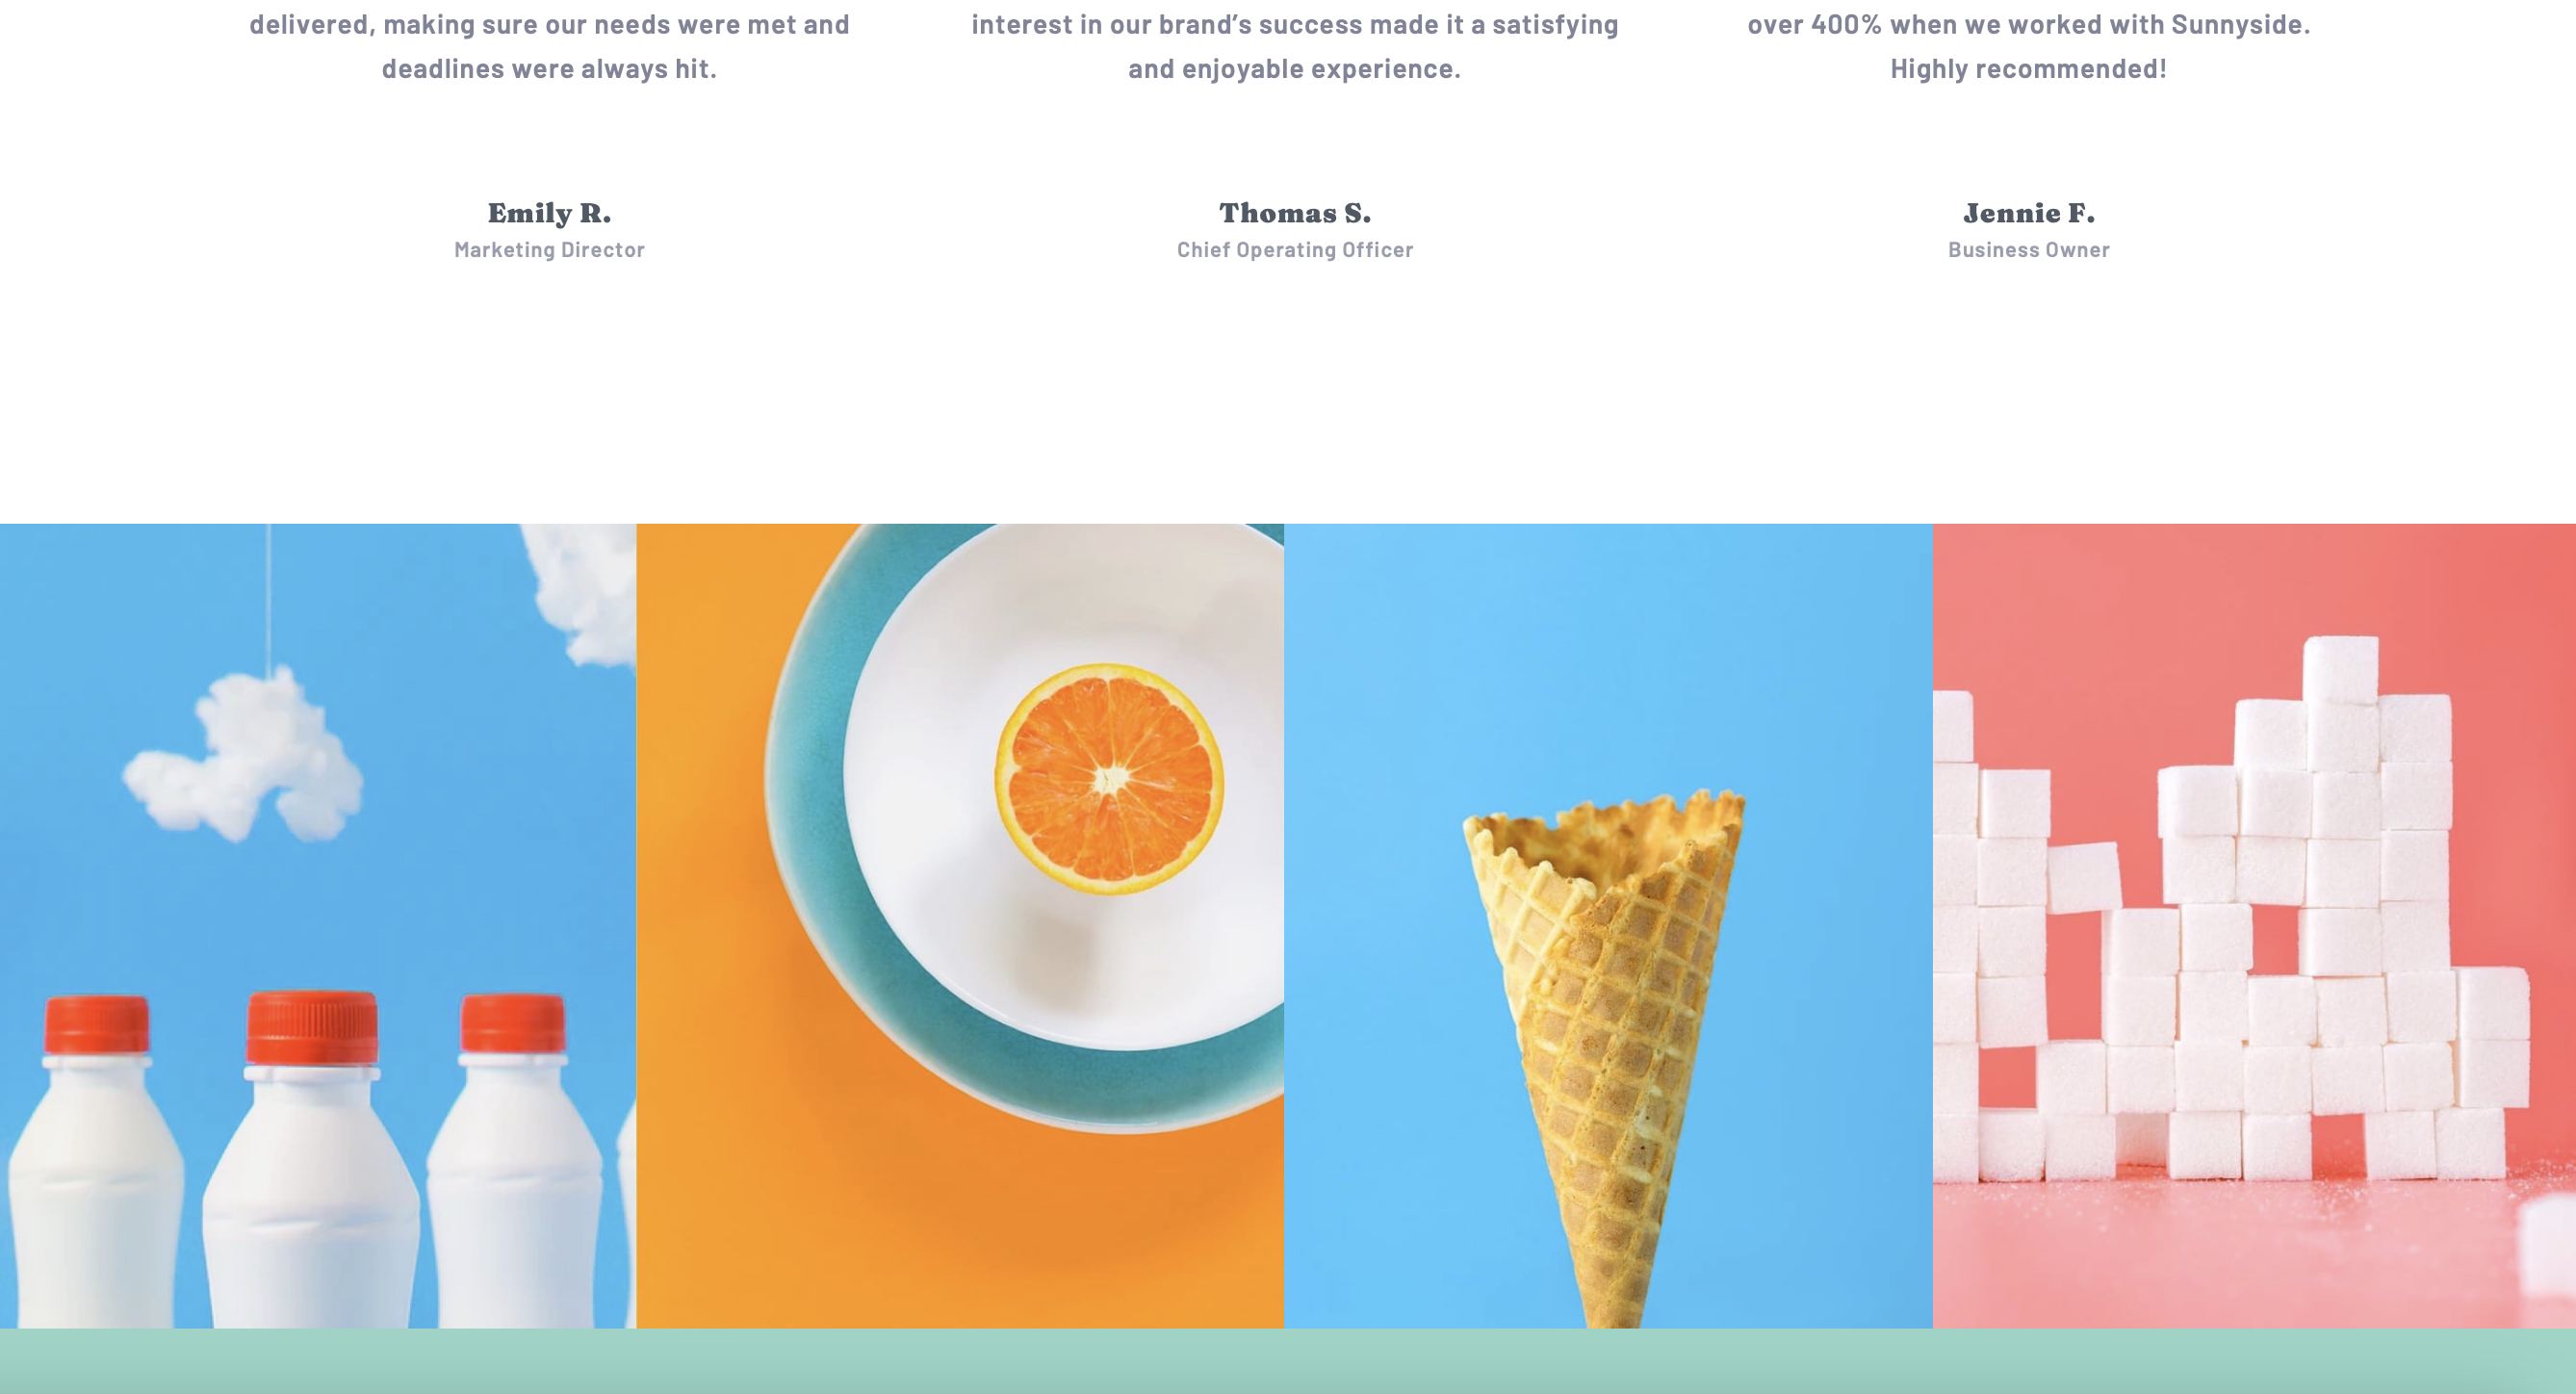 delivered, making sure our needs were met and
deadlines were always hit.
interest in our brand’s success made it a satisfying
and enjoyable experience.
over 400% when we worked with Sunnyside.
Highly recommended!
Emily R.
Marketing Director
Thomas S.
Chief Operating Officer
Jennie F.
Business Owner